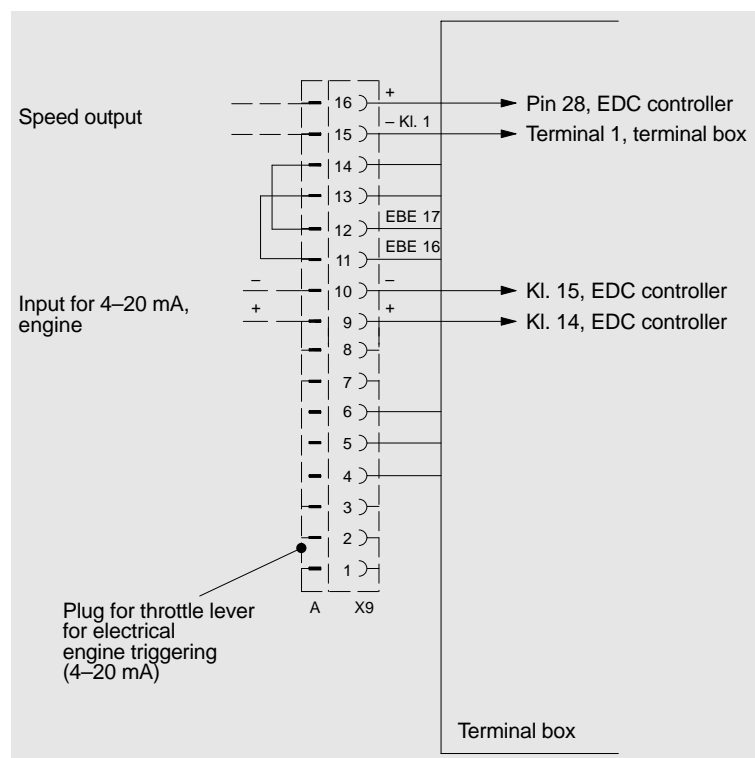 Speed output
16
+
Pin 28, EDC controller
15
– Kl. 1
Terminal 1, terminal box
14
13
12
EBE 17
11
EBE 16
Input for 4–20 mA,
engine
–
10
–
Kl. 15, EDC controller
+
9
+
Kl. 14, EDC controller
8
7
6
5
4
3
2
1
A
X9
Plug for throttle lever
for electrical
engine triggering
(4–20 mA)
Terminal box